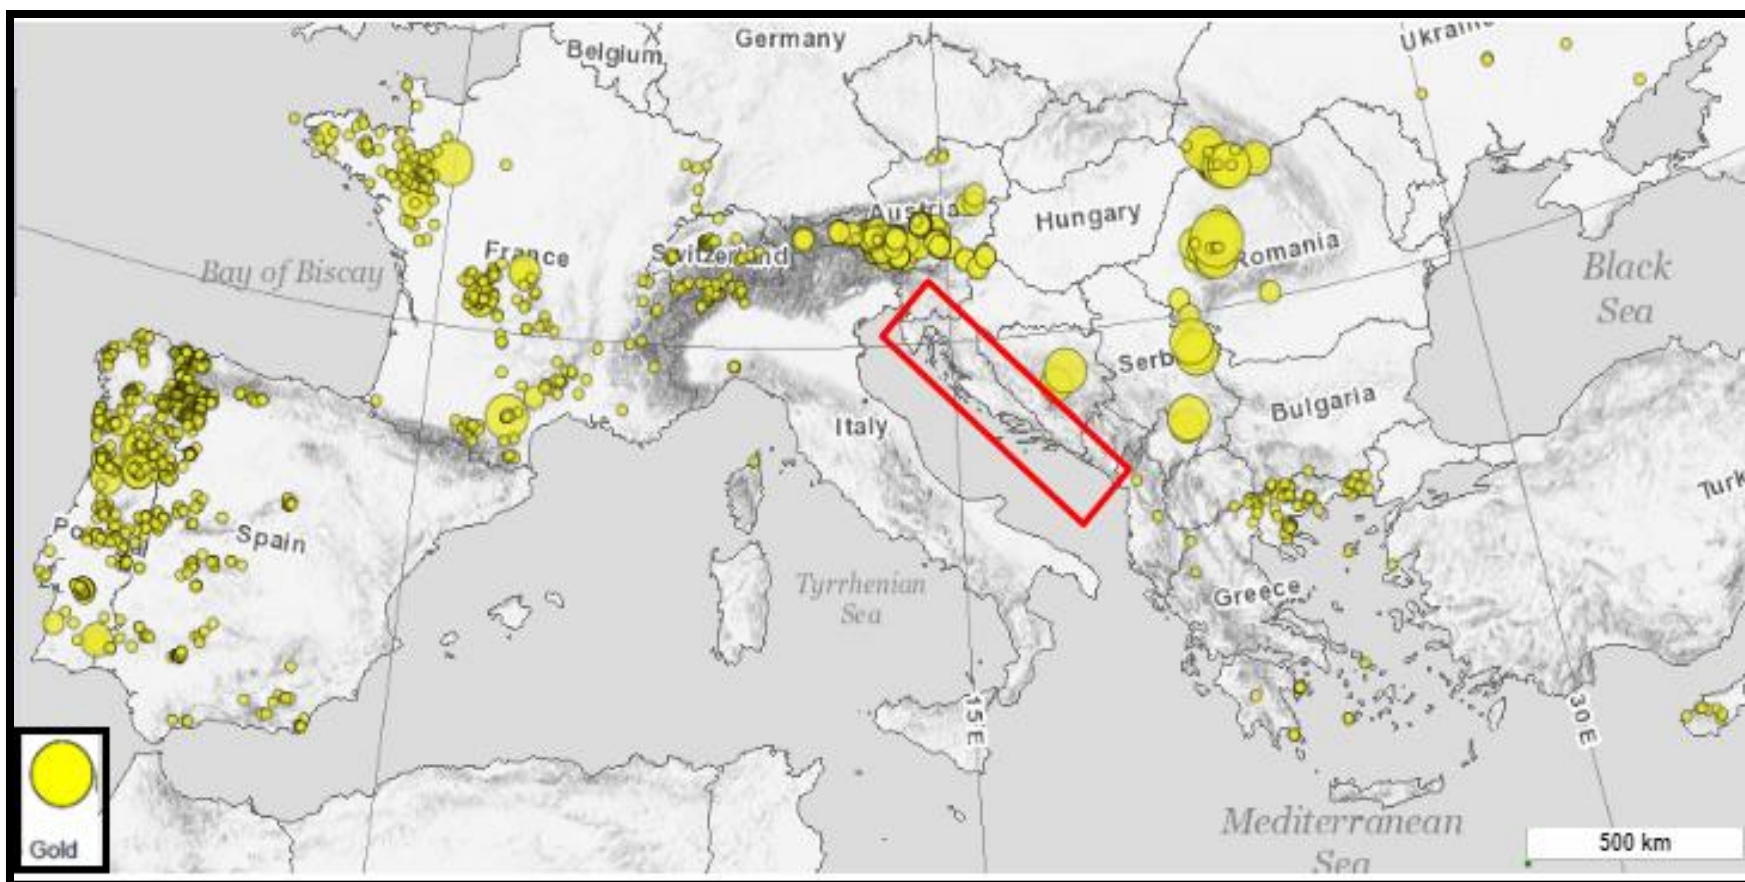 Belgium
Germany
Ukraine
Austria
Hungary
France
Switzerland
Romania
Bay of Biscay
Black
Sea
Serb
Bulgaria
Italy
Spain
Turk
Tyrrhenian
Sea
Greece
15°E
30°E
Gold
Mediterranean
Sea
500 km